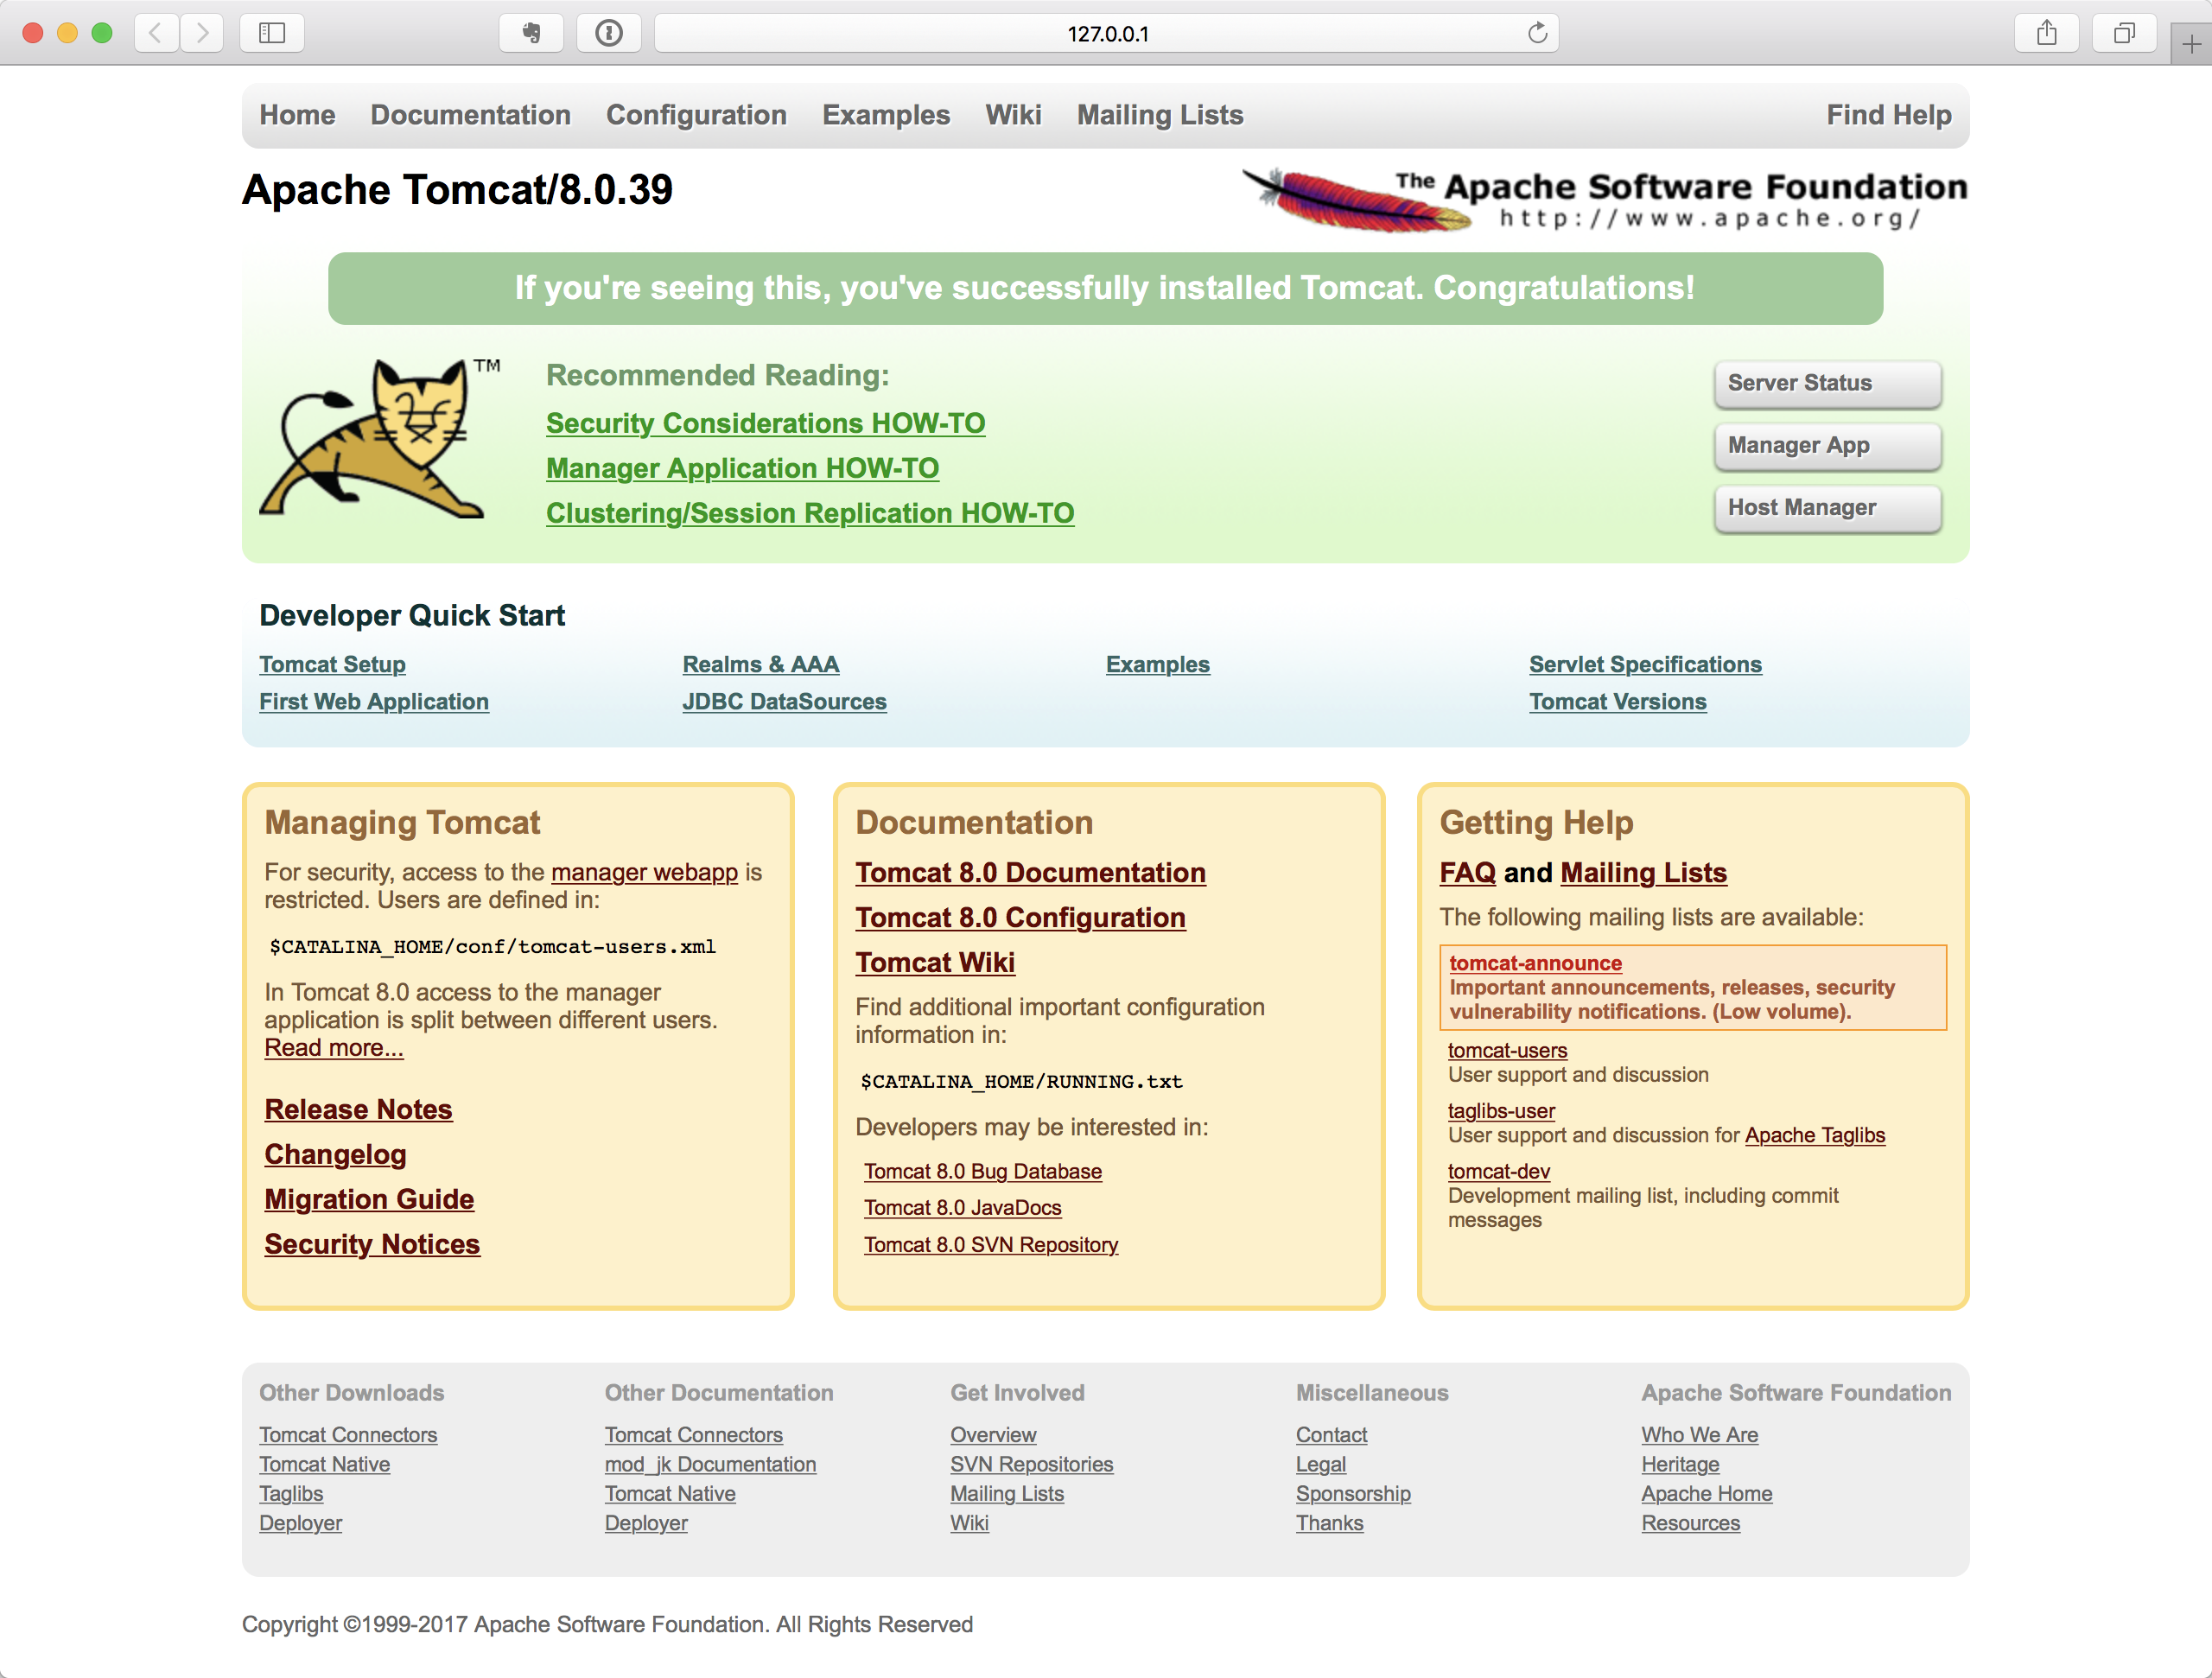 127.0.0.1
Home Documentation Configuration Examples Wiki Mailing Lists Find Help
Apache Tomcat/8.0.39
The Apache Software Foundation
http://www.apache.org/
If you're seeing this, you've successfully installed Tomcat. Congratulations!
TM
Recommended Reading:
Security Considerations HOW-TO
Manager Application HOW-TO
Clustering/Session Replication HOW-TO
Server Status
Manager App
Host Manager
Developer Quick Start
Tomcat Setup
First Web Application
Realms & AAA
JDBC DataSources
Examples
Servlet Specifications
Tomcat Versions
Managing Tomcat
For security, access to the manager webapp is
restricted. Users are defined in:
$CATALINA_HOME/conf/tomcat-users.xml
In Tomcat 8.0 access to the manager
application is split between different users.
Read more...
Release Notes
Changelog
Migration Guide
Security Notices
Documentation
Tomcat 8.0 Documentation
Tomcat 8.0 Configuration
Tomcat Wiki
Find additional important configuration
information in:
$CATALINA_HOME/RUNNING.txt
Developers may be interested in:
Tomcat 8.0 Bug Database
Tomcat 8.0 JavaDocs
Tomcat 8.0 SVN Repository
Getting Help
FAQ and Mailing Lists
The following mailing lists are available:
tomcat-announce
Important announcements, releases, security
vulnerability notifications. (Low volume).
tomcat-users
User support and discussion
taglibs-user
User support and discussion for Apache Taglibs
tomcat-dev
Development mailing list, including commit
messages
Other Downloads
Tomcat Connectors
Tomcat Native
Taglibs
Deployer
Other Documentation
Tomcat Connectors
mod_jk Documentation
Tomcat Native
Deployer
Get Involved
Overview
SVN Repositories
Mailing Lists
Wiki
Miscellaneous
Contact
Legal
Sponsorship
Thanks
Apache Software Foundation
Who We Are
Heritage
Apache Home
Resources
Copyright ©1999-2017 Apache Software Foundation. All Rights Reserved